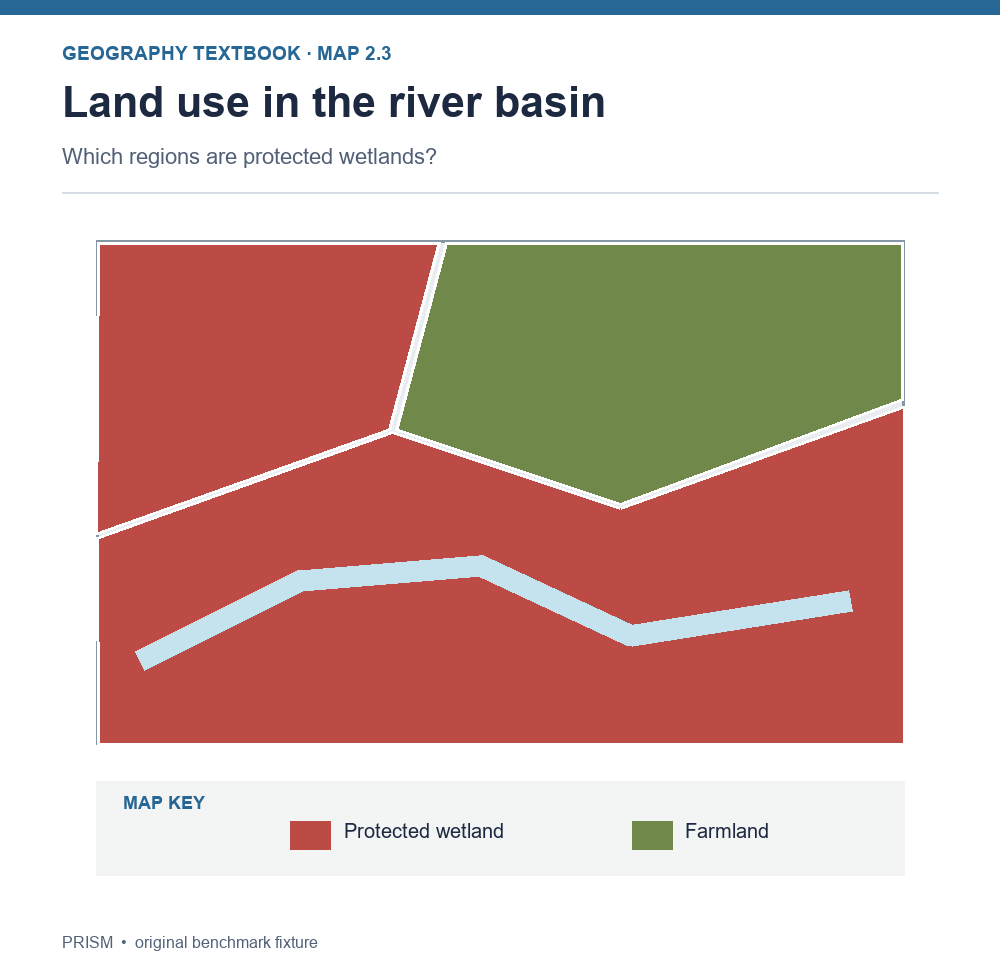 GEOGRAPHY TEXTBOOK · MAP 2.3
Land use in the river basin
Which regions are protected wetlands?
MAP KEY
Protected wetland
Farmland
PRISM • original benchmark fixture